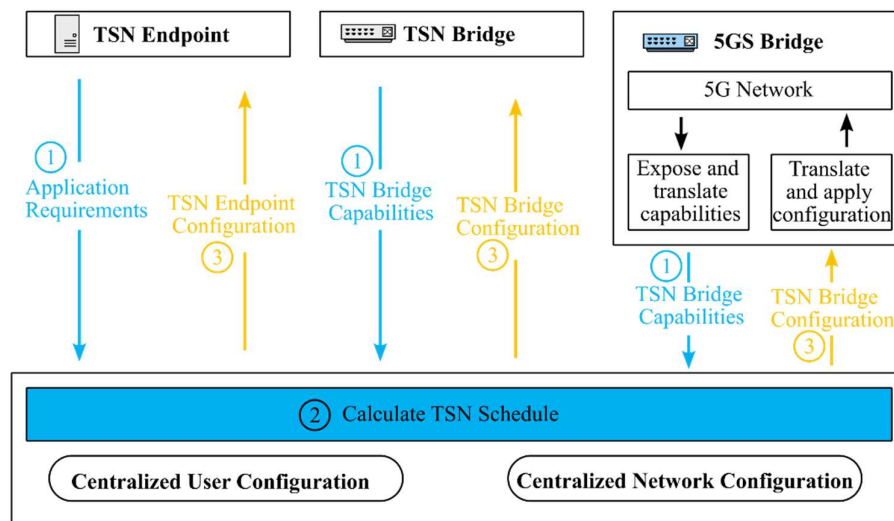 TSN Endpoint
TSN Bridge
5GS Bridge
5G Network
Expose and
translate
capabilities
Translate
and apply
configuration
1
Application
Requirements
TSN Endpoint
Configuration
3
1
TSN Bridge
Capabilities
TSN Bridge
Configuration
3
1
TSN Bridge
Capabilities
TSN Bridge
Configuration
3
2 Calculate TSN Schedule
Centralized User Configuration
Centralized Network Configuration